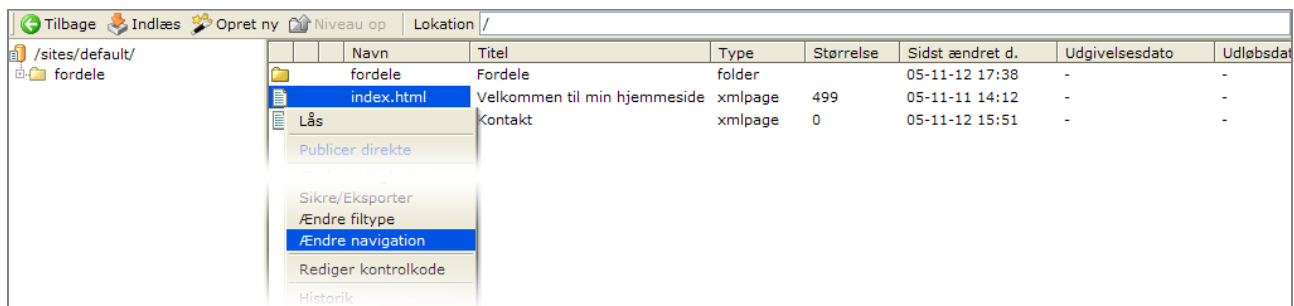 Tilbage Indlæs Opret ny Niveau op Lokation /
/sites/default/
fordele
Navn Titel Type Størrelse Sidst ændret d. Udgivelsesdato Udløbsdat
fordele Fordele folder 05-11-12 17:38 - -
index.html Velkommen til min hjemmeside xmlpage 499 05-11-11 14:12 - -
Kontakt xmlpage 0 05-11-12 15:51 - -
Lås
Publicer direkte
Sikre/Eksporter
Ændre filtype
Ændre navigation
Rediger kontrolkode
Historik